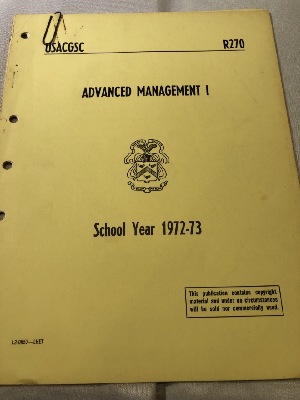 USACGSC R270
ADVANCED MANAGEMENT I
School Year 1972-73
This publication contains copyright
material and under no circumstances
will be sold nor commercially used.